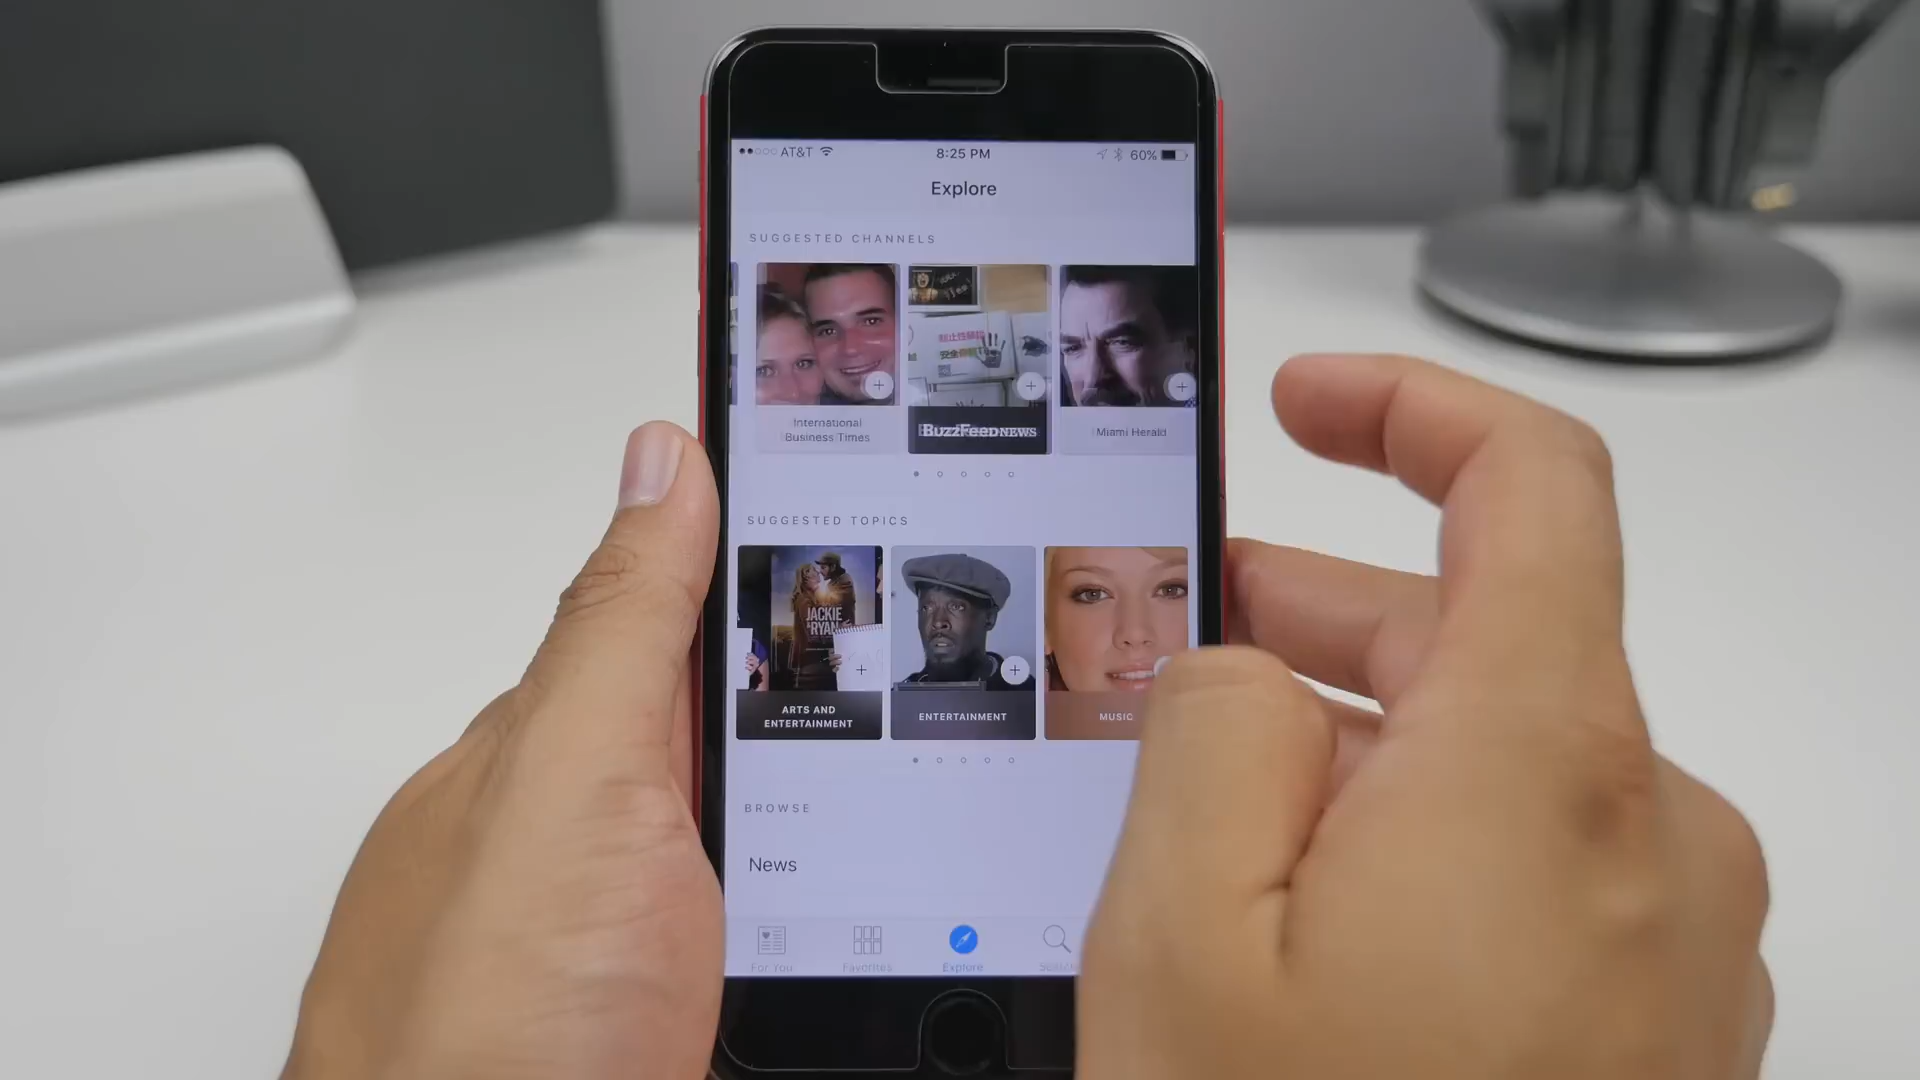 AT&T
8:25 PM
60%
Explore
SUGGESTED CHANNELS
International
Business Times
BuzzFeed NEWS
Miami Herald
SUGGESTED TOPICS
JACKIE
& RYAN
ARTS AND
ENTERTAINMENT
ENTERTAINMENT
MUSIC
BROWSE
News
For You
Favorites
Explore